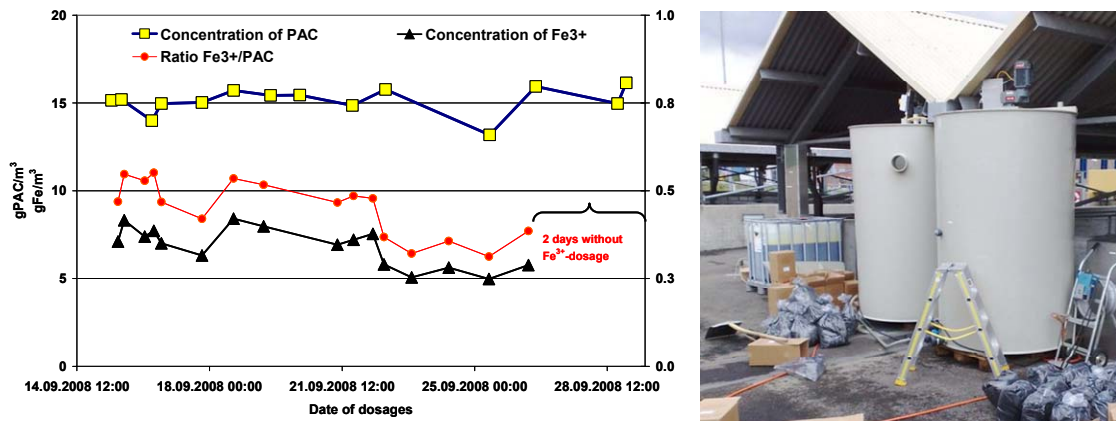 20
15
10
5
0
gPAC/m³
gFe/m³
Concentration of PAC
Concentration of Fe3+
Ratio Fe3+/PAC
1.0
0.8
0.5
0.3
0.0
2 days without
Fe³⁺-dosage
14.09.2008 12:00
18.09.2008 00:00
21.09.2008 12:00
25.09.2008 00:00
28.09.2008 12:00
Date of dosages